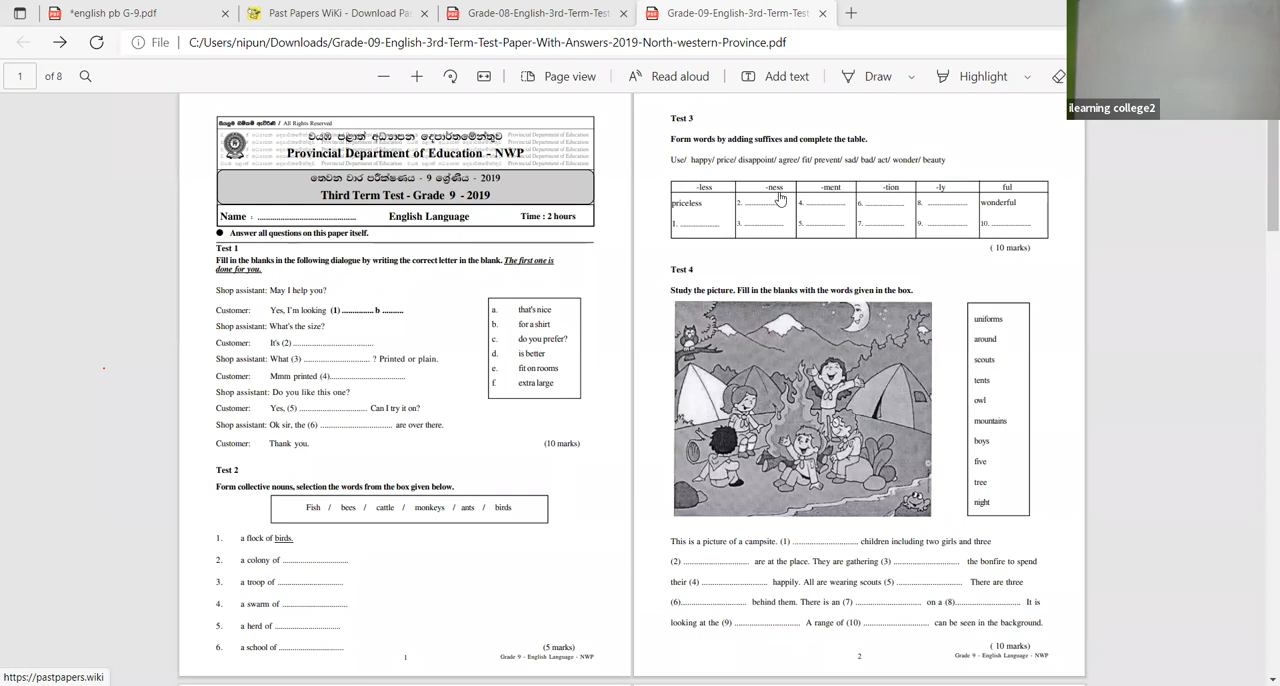 *english pb G-9.pdf
Past Papers WiKi - Download Pa
Grade-08-English-3rd-Term-Test
Grade-09-English-3rd-Term-Test
File
C:/Users/nipun/Downloads/Grade-09-English-3rd-Term-Test-Paper-With-Answers-2019-North-western-Province.pdf
1 of 8
Page view
Read aloud
Add text
Draw
Highlight
ilearning college2
සියලුම හිමිකම් ඇවිරිණි / All Rights Reserved
වයඹ පළාත් අධ්‍යාපන දෙපාර්තමේන්තුව
Provincial Department of Education - NWP
තෙවන වාර පරීක්ෂණය - 9 ශ්‍රේණිය - 2019
Third Term Test - Grade 9 - 2019
Name : ............................................ English Language Time : 2 hours
● Answer all questions on this paper itself.
Test 1
Fill in the blanks in the following dialogue by writing the correct letter in the blank. The first one is
done for you.
Shop assistant: May I help you?
Customer: Yes, I'm looking (1) .............. b ..........
Shop assistant: What's the size?
Customer: It's (2) ...................................
Shop assistant: What (3) ............................ ? Printed or plain.
Customer: Mmm printed (4).................................
Shop assistant: Do you like this one?
Customer: Yes, (5) ............................. Can I try it on?
Shop assistant: Ok sir, the (6) ............................... are over there.
Customer: Thank you. (10 marks)
a. that's nice
b. for a shirt
c. do you prefer?
d. is better
e. fit on rooms
f. extra large
Test 2
Form collective nouns, selection the words from the box given below.
Fish / bees / cattle / monkeys / ants / birds
1. a flock of birds.
2. a colony of ............................
3. a troop of ............................
4. a swarm of ............................
5. a herd of ............................
6. a school of ............................ (5 marks)
1 Grade 9 - English Language - NWP
Test 3
Form words by adding suffixes and complete the table.
Use/ happy/ price/ disappoint/ agree/ fit/ prevent/ sad/ bad/ act/ wonder/ beauty
-less -ness -ment -tion -ly ful
priceless 2. ................ 4. ................ 6. ................ 8. ................ wonderful
1. ................ 3. ................ 5. ................ 7. ................ 9. ................ 10. ................
( 10 marks)
Test 4
Study the picture. Fill in the blanks with the words given in the box.
uniforms
around
scouts
tents
owl
mountains
boys
five
tree
night
This is a picture of a campsite. (1) ............................ children including two girls and three
(2) ............................ are at the place. They are gathering (3) ............................ the bonfire to spend
their (4) ............................ happily. All are wearing scouts (5) ............................ There are three
(6)............................ behind them. There is an (7) ............................ on a (8)............................ It is
looking at the (9) ............................ A range of (10) ............................ can be seen in the background.
( 10 marks)
2 Grade 9 - English Language - NWP
https://pastpapers.wiki